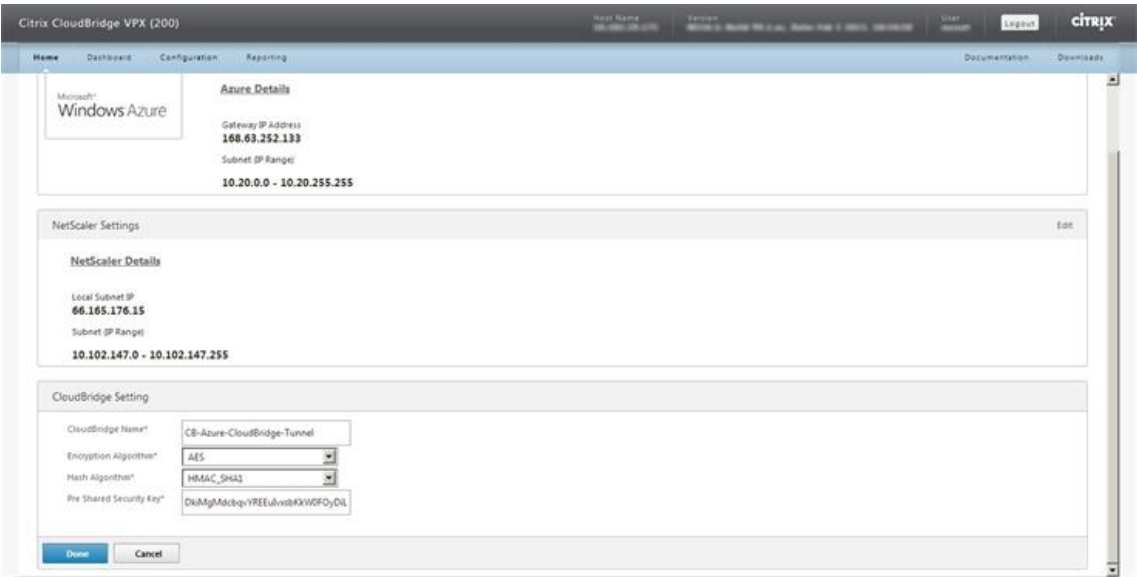 Citrix CloudBridge VPX (200)
Host Name
Version
User
Logout
CITRIX
Home Dashboard Configuration Reporting Documentation Downloads
Microsoft*
Windows Azure
Azure Details
Gateway IP Address
168.63.252.133
Subnet (IP Range)
10.20.0.0 - 10.20.255.255
NetScaler Settings Edit
NetScaler Details
Local Subnet IP
66.165.176.15
Subnet (IP Range)
10.102.147.0 - 10.102.147.255
CloudBridge Setting
CloudBridge Name* CB-Azure-CloudBridge-Tunnel
Encryption Algorithm* AES
Hash Algorithm* HMAC_SHA1
Pre Shared Security Key*
Done Cancel